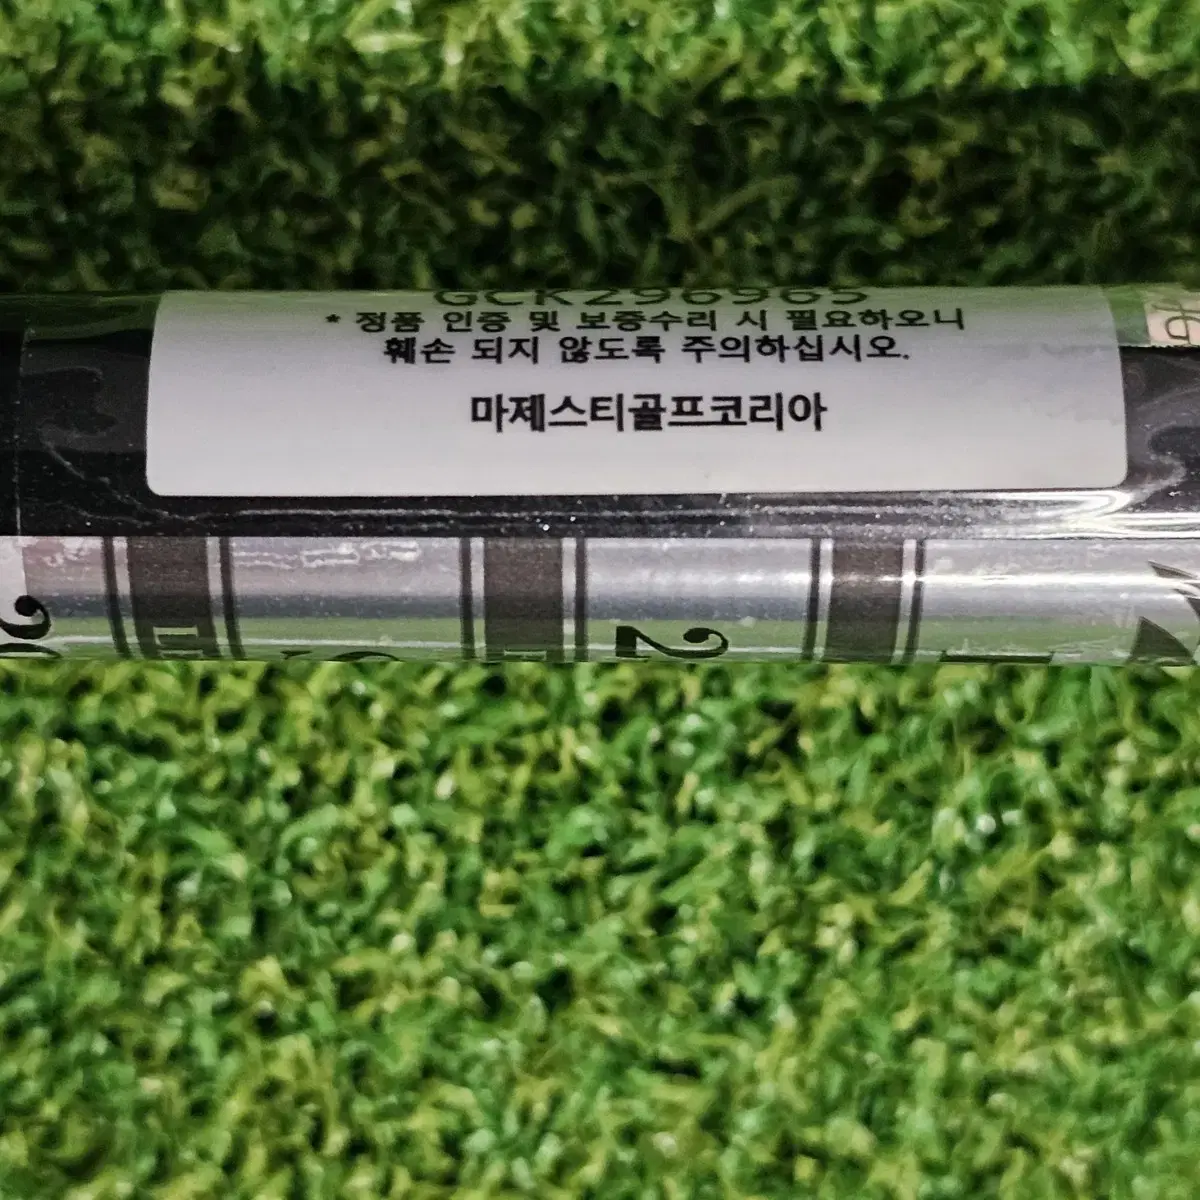 GCK296965
* 정품 인증 및 보증수리 시 필요하오니
훼손 되지 않도록 주의하십시오.
마제스티골프코리아
2